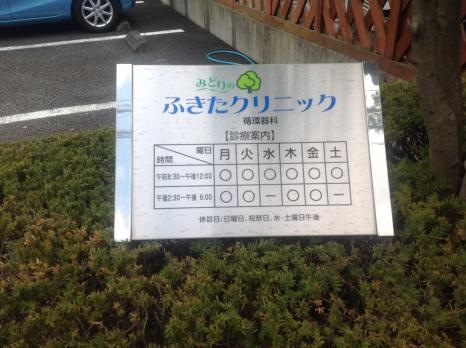 みどりの
ふきたクリニック
循環器科
【診療案内】
時間 曜日 月 火 水 木 金 土
午前8:30〜午後12:00 ○ ○ ○ ○ ○ ○
午後2:30〜午後 6:00 ○ ○ − ○ ○ −
休診日/日曜日、祝祭日、水・土曜日午後